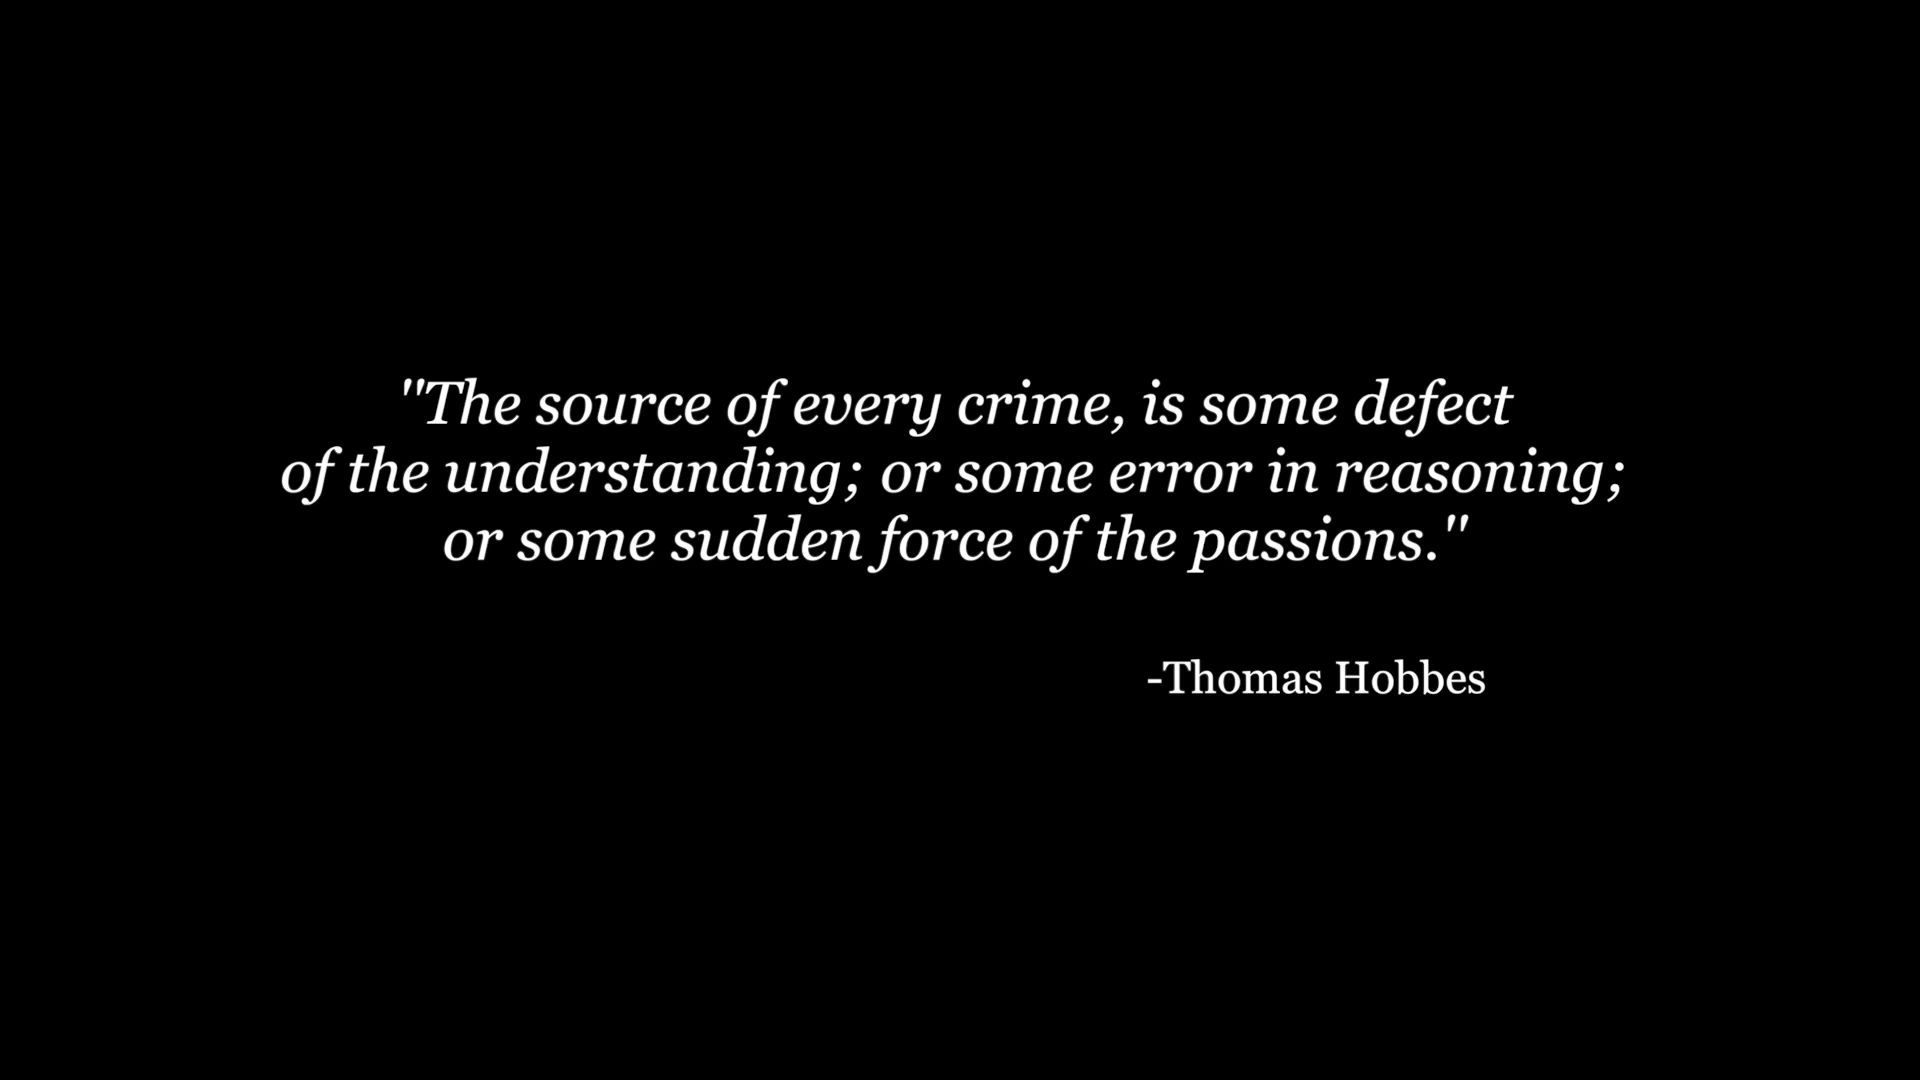 "The source of every crime, is some defect
of the understanding; or some error in reasoning;
or some sudden force of the passions."
-Thomas Hobbes